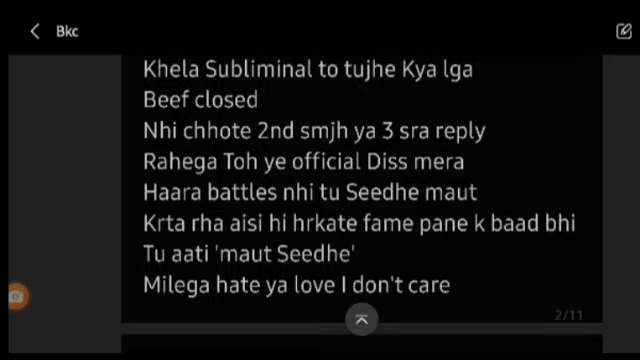 Bkc
Khela Subliminal to tujhe Kya lga
Beef closed
Nhi chhote 2nd smjh ya 3 sra reply
Rahega Toh ye official Diss mera
Haara battles nhi tu Seedhe maut
Krta rha aisi hi hrkate fame pane k baad bhi
Tu aati 'maut Seedhe'
Milega hate ya love I don't care
2/11